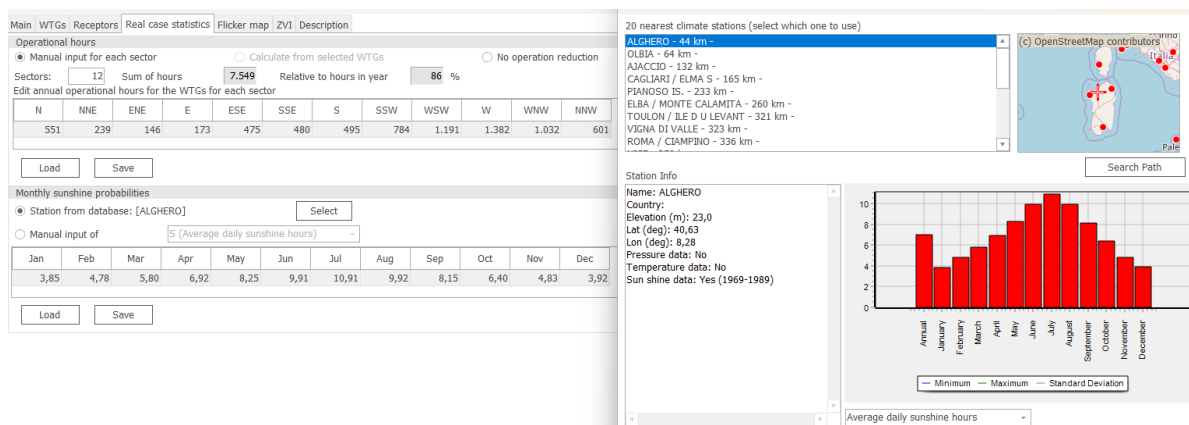 Main WTGs Receptors Real case statistics Flicker map ZVI Description
Operational hours
Manual input for each sector Calculate from selected WTGs No operation reduction
Sectors: 12 Sum of hours 7.549 Relative to hours in year 86 %
Edit annual operational hours for the WTGs for each sector
N NNE ENE E ESE SSE S SSW WSW W WNW NNW
551 239 146 173 475 480 495 784 1.191 1.382 1.032 601
Load Save
Monthly sunshine probabilities
Station from database: [ALGHERO] Select
Manual input of S (Average daily sunshine hours)
Jan Feb Mar Apr May Jun Jul Aug Sep Oct Nov Dec
3,85 4,78 5,80 6,92 8,25 9,91 10,91 9,92 8,15 6,40 4,83 3,92
Load Save
20 nearest climate stations (select which one to use)
ALGHERO - 44 km -
OLBIA - 64 km -
AJACCIO - 132 km -
CAGLIARI / ELMA S - 165 km -
PIANOSO IS. - 233 km -
ELBA / MONTE CALAMITA - 260 km -
TOULON / ILE D U LEVANT - 321 km -
VIGNA DI VALLE - 323 km -
ROMA / CIAMPINO - 336 km -
(c) OpenStreetMap contributors
Italia
Pale
Search Path
Station Info
Name: ALGHERO
Country:
Elevation (m): 23,0
Lat (deg): 40,63
Lon (deg): 8,28
Pressure data: No
Temperature data: No
Sun shine data: Yes (1969-1989)
10
8
6
4
2
0
Annual January February March April May June July August September October November December
Minimum Maximum Standard Deviation
Average daily sunshine hours